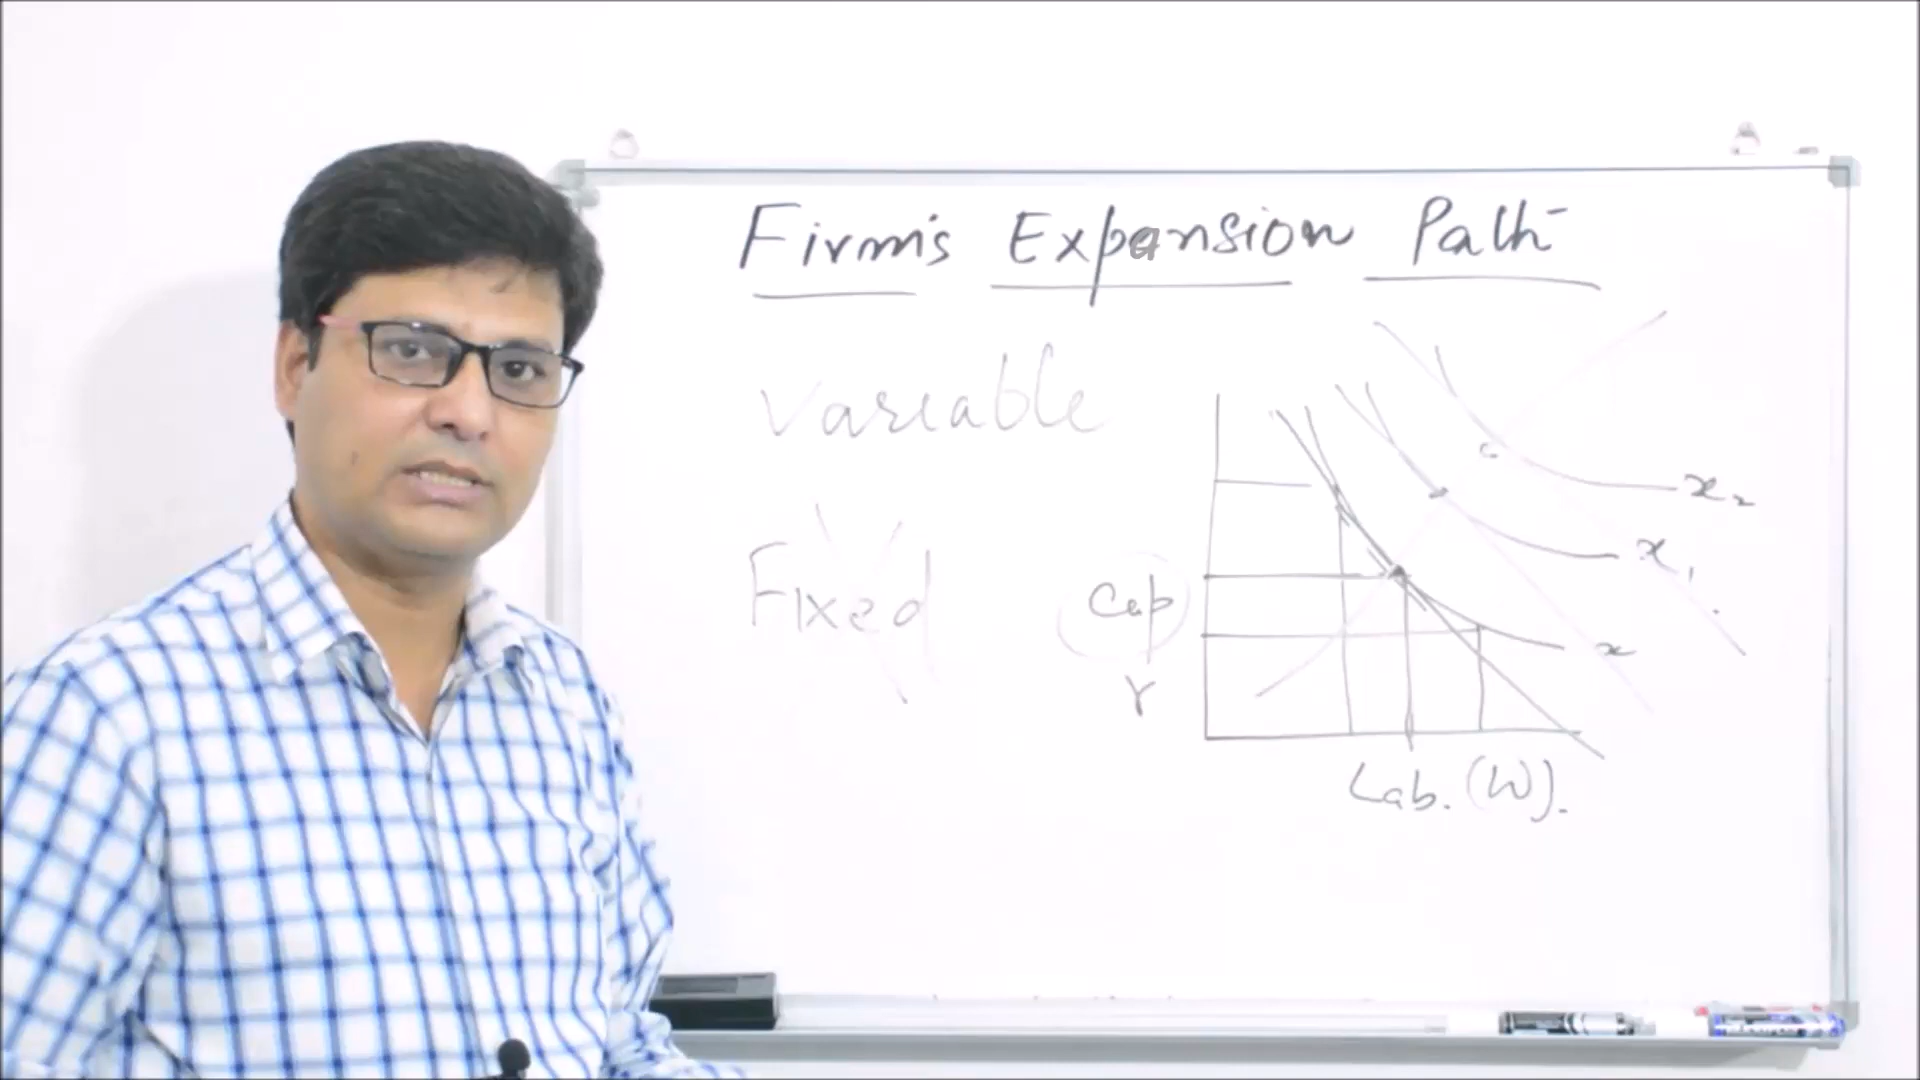 Firm's Expansion Path
Variable
Fixed
Cap
r
x₂
x₁
x
Lab. (W).